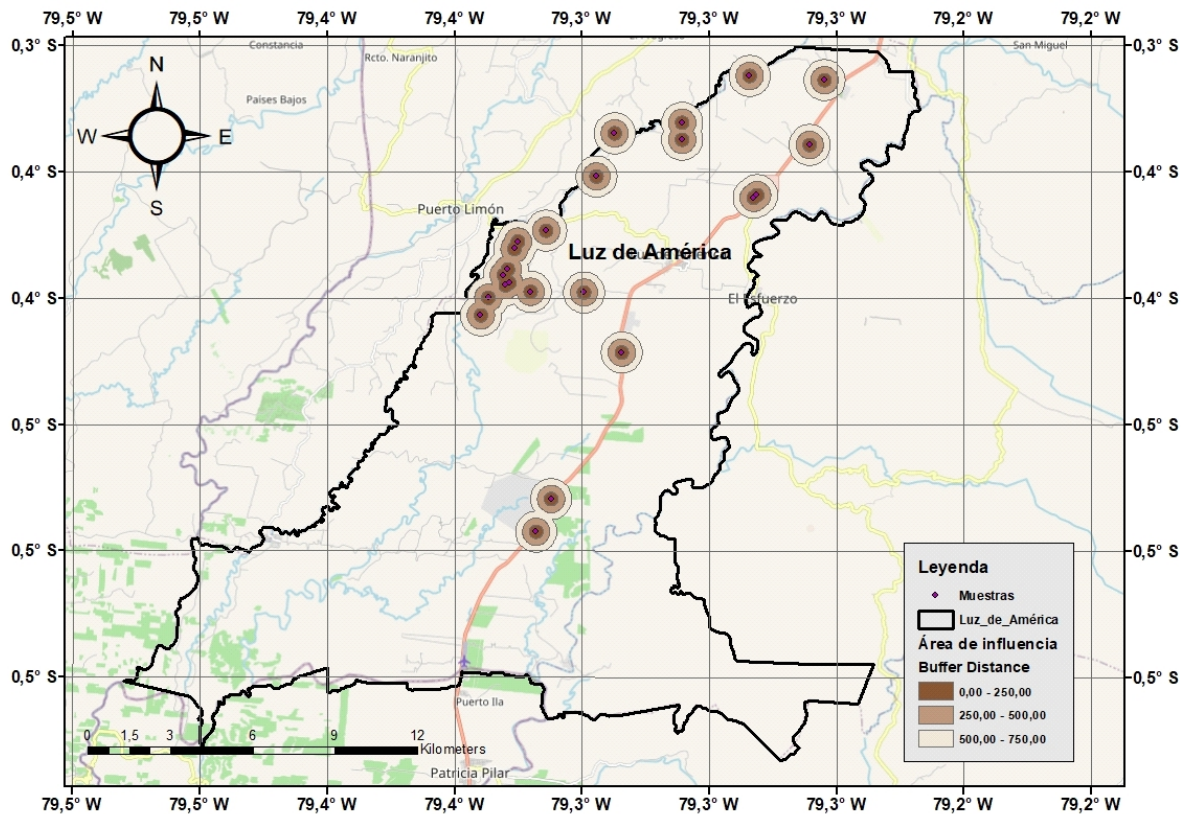 79,5° W 79,5° W 79,4° W 79,4° W 79,3° W 79,3° W 79,3° W 79,2° W 79,2° W
0,3° S 0,3° S
Constancia San Miguel
Rcto. Naranjito
Países Bajos
N
W E
S
0,4° S 0,4° S
Puerto Limón
Luz de América
0,4° S 0,4° S
El Esfuerzo
0,5° S 0,5° S
0,5° S 0,5° S
Leyenda
Muestras
Luz_de_América
Área de influencia
Buffer Distance
0,00 - 250,00
250,00 - 500,00
500,00 - 750,00
0,5° S 0,5° S
Puerto Ila
0 1,5 3 6 9 12
Kilometers
Patricia Pilar
79,5° W 79,5° W 79,4° W 79,4° W 79,3° W 79,3° W 79,3° W 79,2° W 79,2° W